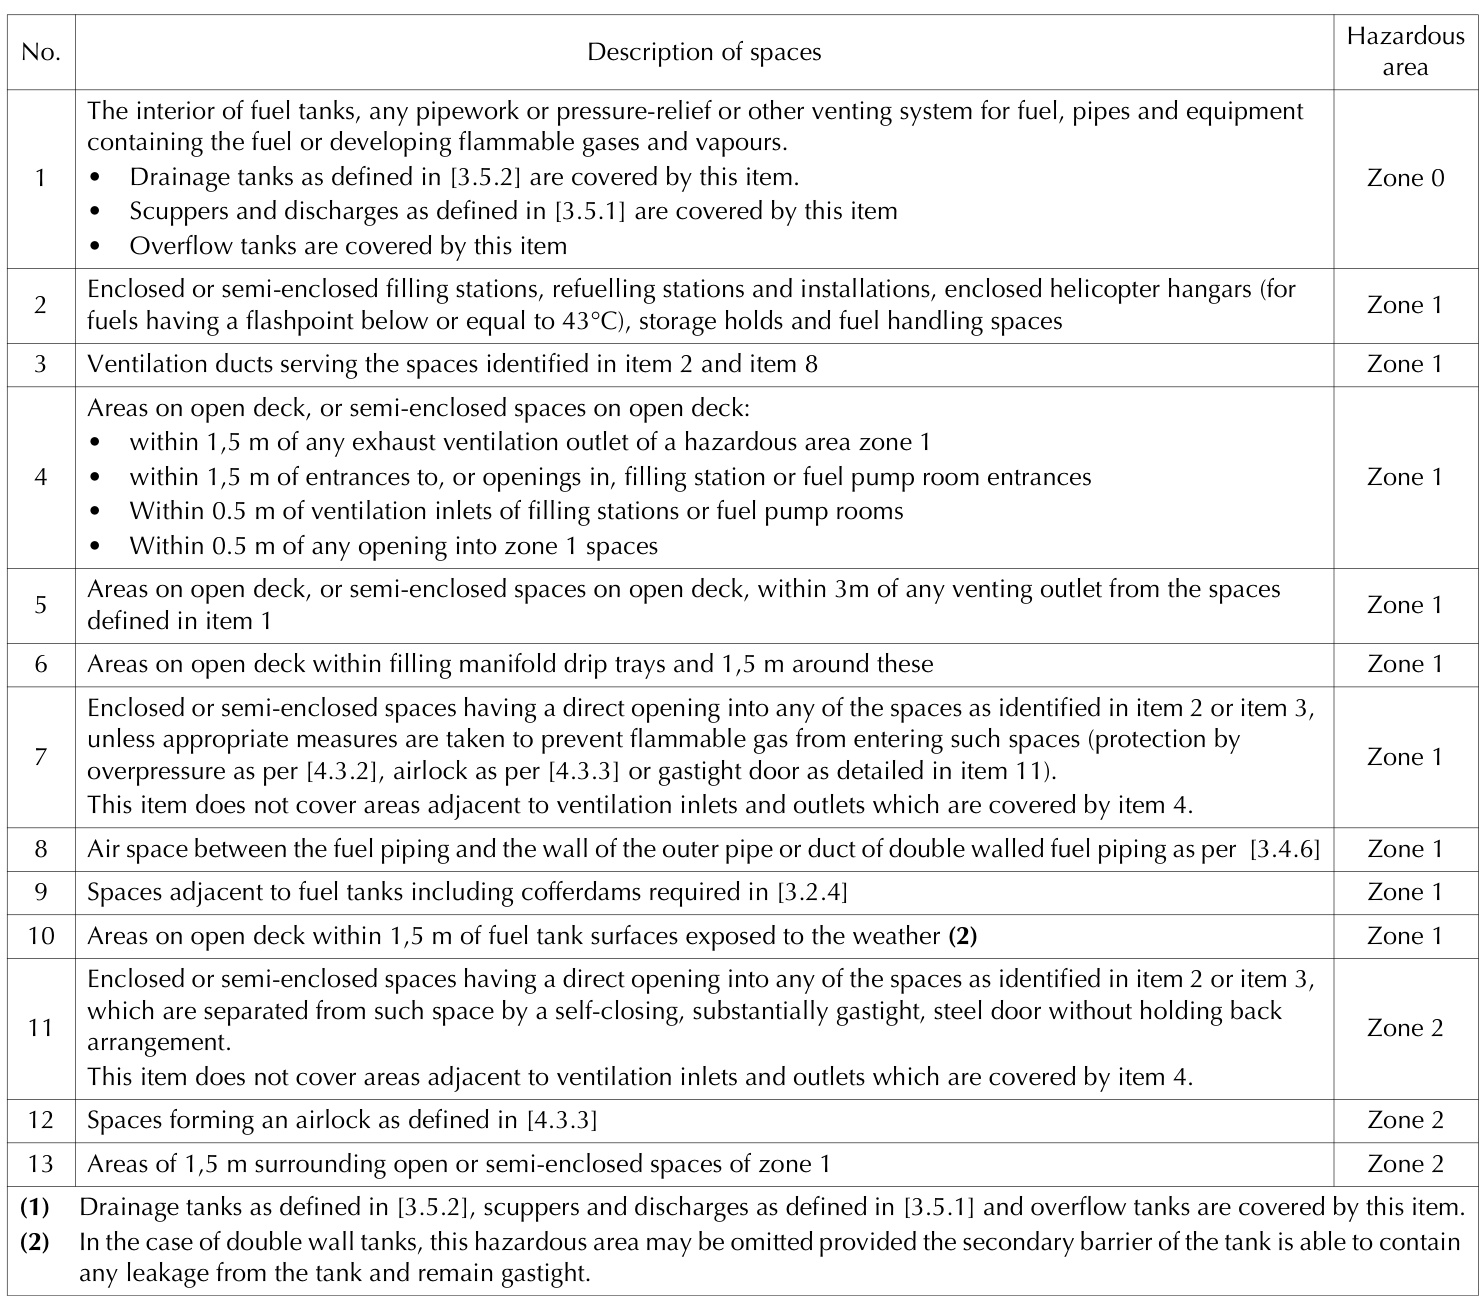 No. Description of spaces Hazardous area
1 The interior of fuel tanks, any pipework or pressure-relief or other venting system for fuel, pipes and equipment
containing the fuel or developing flammable gases and vapours.
• Drainage tanks as defined in [3.5.2] are covered by this item.
• Scuppers and discharges as defined in [3.5.1] are covered by this item
• Overflow tanks are covered by this item
Zone 0
2 Enclosed or semi-enclosed filling stations, refuelling stations and installations, enclosed helicopter hangars (for
fuels having a flashpoint below or equal to 43°C), storage holds and fuel handling spaces
Zone 1
3 Ventilation ducts serving the spaces identified in item 2 and item 8 Zone 1
4 Areas on open deck, or semi-enclosed spaces on open deck:
• within 1,5 m of any exhaust ventilation outlet of a hazardous area zone 1
• within 1,5 m of entrances to, or openings in, filling station or fuel pump room entrances
• Within 0.5 m of ventilation inlets of filling stations or fuel pump rooms
• Within 0.5 m of any opening into zone 1 spaces
Zone 1
5 Areas on open deck, or semi-enclosed spaces on open deck, within 3m of any venting outlet from the spaces
defined in item 1
Zone 1
6 Areas on open deck within filling manifold drip trays and 1,5 m around these Zone 1
7 Enclosed or semi-enclosed spaces having a direct opening into any of the spaces as identified in item 2 or item 3,
unless appropriate measures are taken to prevent flammable gas from entering such spaces (protection by
overpressure as per [4.3.2], airlock as per [4.3.3] or gastight door as detailed in item 11).
This item does not cover areas adjacent to ventilation inlets and outlets which are covered by item 4.
Zone 1
8 Air space between the fuel piping and the wall of the outer pipe or duct of double walled fuel piping as per [3.4.6] Zone 1
9 Spaces adjacent to fuel tanks including cofferdams required in [3.2.4] Zone 1
10 Areas on open deck within 1,5 m of fuel tank surfaces exposed to the weather (2) Zone 1
11 Enclosed or semi-enclosed spaces having a direct opening into any of the spaces as identified in item 2 or item 3,
which are separated from such space by a self-closing, substantially gastight, steel door without holding back
arrangement.
This item does not cover areas adjacent to ventilation inlets and outlets which are covered by item 4.
Zone 2
12 Spaces forming an airlock as defined in [4.3.3] Zone 2
13 Areas of 1,5 m surrounding open or semi-enclosed spaces of zone 1 Zone 2
(1) Drainage tanks as defined in [3.5.2], scuppers and discharges as defined in [3.5.1] and overflow tanks are covered by this item.
(2) In the case of double wall tanks, this hazardous area may be omitted provided the secondary barrier of the tank is able to contain
any leakage from the tank and remain gastight.